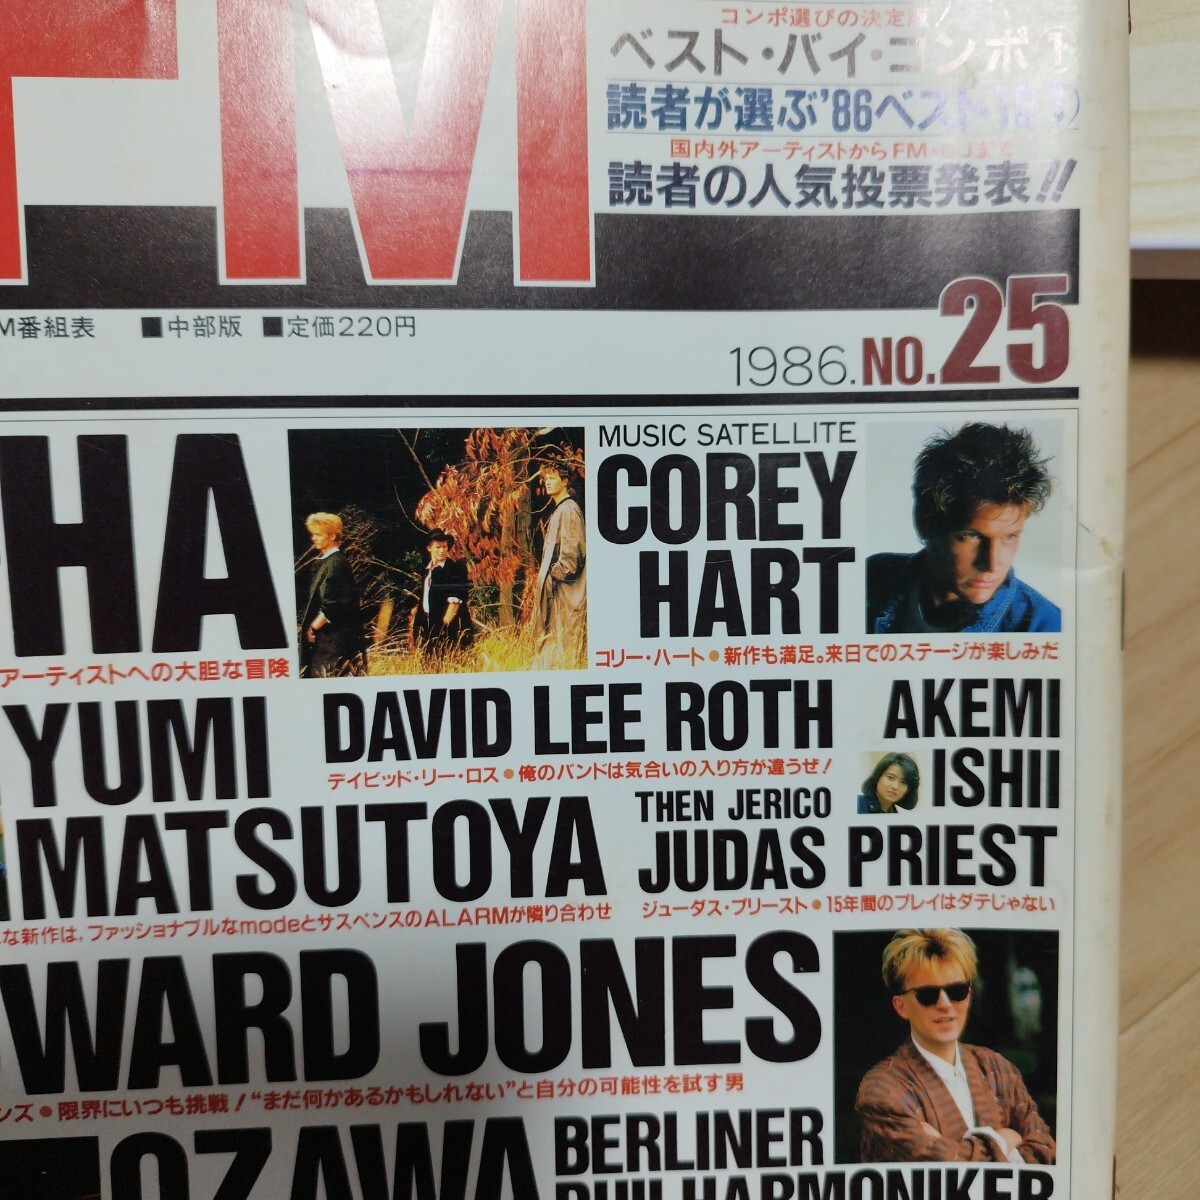 FM
コンポ選びの決定版
ベスト・バイ・コンポ①
読者が選ぶ'86ベスト
国内外アーティストからFM・DJまで
読者の人気投票発表!!
M番組表 ■中部版 ■定価220円
1986.NO.25
HA
アーティストへの大胆な冒険
MUSIC SATELLITE
COREY
HART
コリー・ハート●新作も満足。来日でのステージが楽しみだ
YUMI
MATSUTOYA
な新作は、ファッショナブルなmodeとサスペンスのALARMが隣り合わせ
DAVID LEE ROTH
デイビッド・リー・ロス●俺のバンドは気合いの入り方が違うぜ!
AKEMI
ISHII
THEN JERICO
JUDAS PRIEST
ジューダス・プリースト●15年間のプレイはダテじゃない
WARD JONES
ンズ●限界にいつも挑戦!“まだ何かあるかもしれない”と自分の可能性を試す男
OZAWA
BERLINER
PHILHARMONIKER